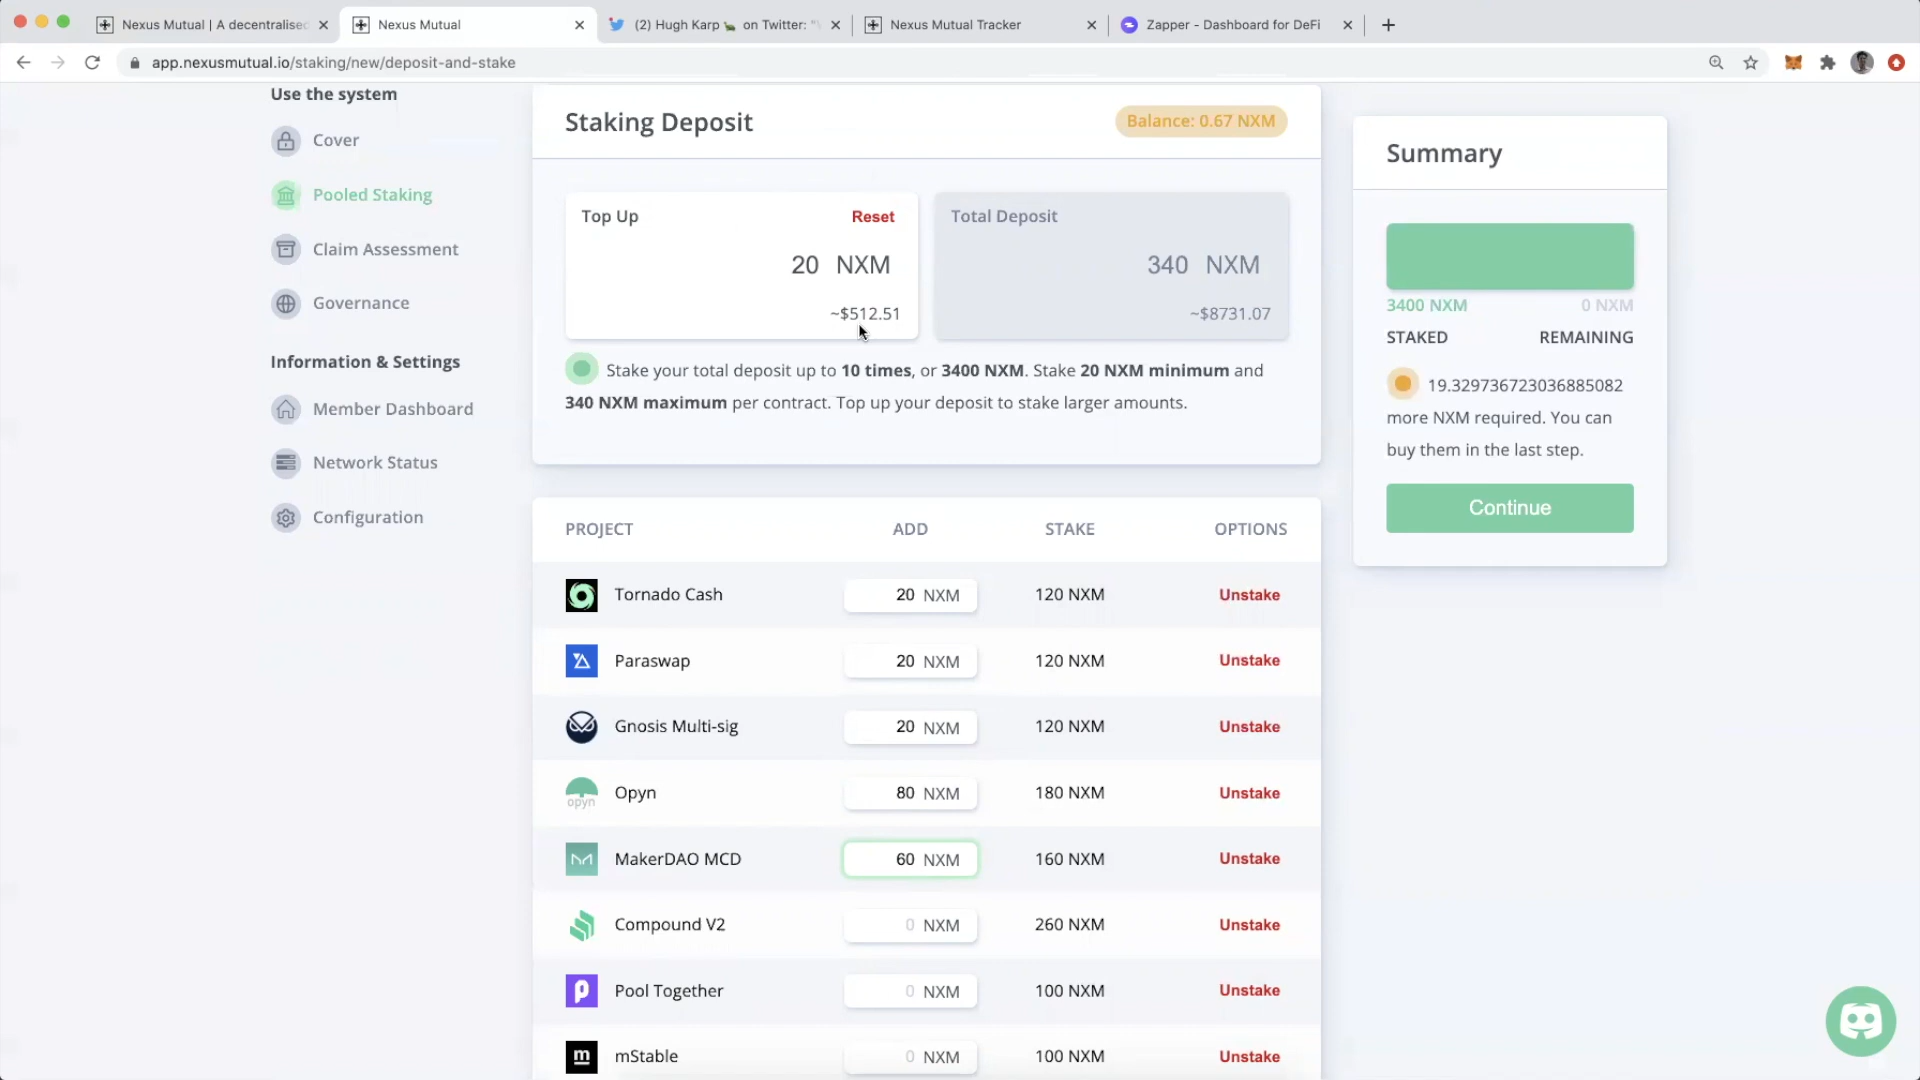 Nexus Mutual | A decentralised
Nexus Mutual
(2) Hugh Karp on Twitter: "
Nexus Mutual Tracker
Zapper - Dashboard for DeFi
app.nexusmutual.io/staking/new/deposit-and-stake
Use the system
Cover
Pooled Staking
Claim Assessment
Governance
Information & Settings
Member Dashboard
Network Status
Configuration
Staking Deposit
Balance: 0.67 NXM
Top Up
Reset
20 NXM
~$512.51
Total Deposit
340 NXM
~$8731.07
Stake your total deposit up to 10 times, or 3400 NXM. Stake 20 NXM minimum and
340 NXM maximum per contract. Top up your deposit to stake larger amounts.
PROJECT ADD STAKE OPTIONS
Tornado Cash 20 NXM 120 NXM Unstake
Paraswap 20 NXM 120 NXM Unstake
Gnosis Multi-sig 20 NXM 120 NXM Unstake
opyn Opyn 80 NXM 180 NXM Unstake
MakerDAO MCD 60 NXM 160 NXM Unstake
Compound V2 0 NXM 260 NXM Unstake
Pool Together 0 NXM 100 NXM Unstake
m mStable 0 NXM 100 NXM Unstake
Summary
3400 NXM 0 NXM
STAKED REMAINING
19.329736723036885082
more NXM required. You can
buy them in the last step.
Continue